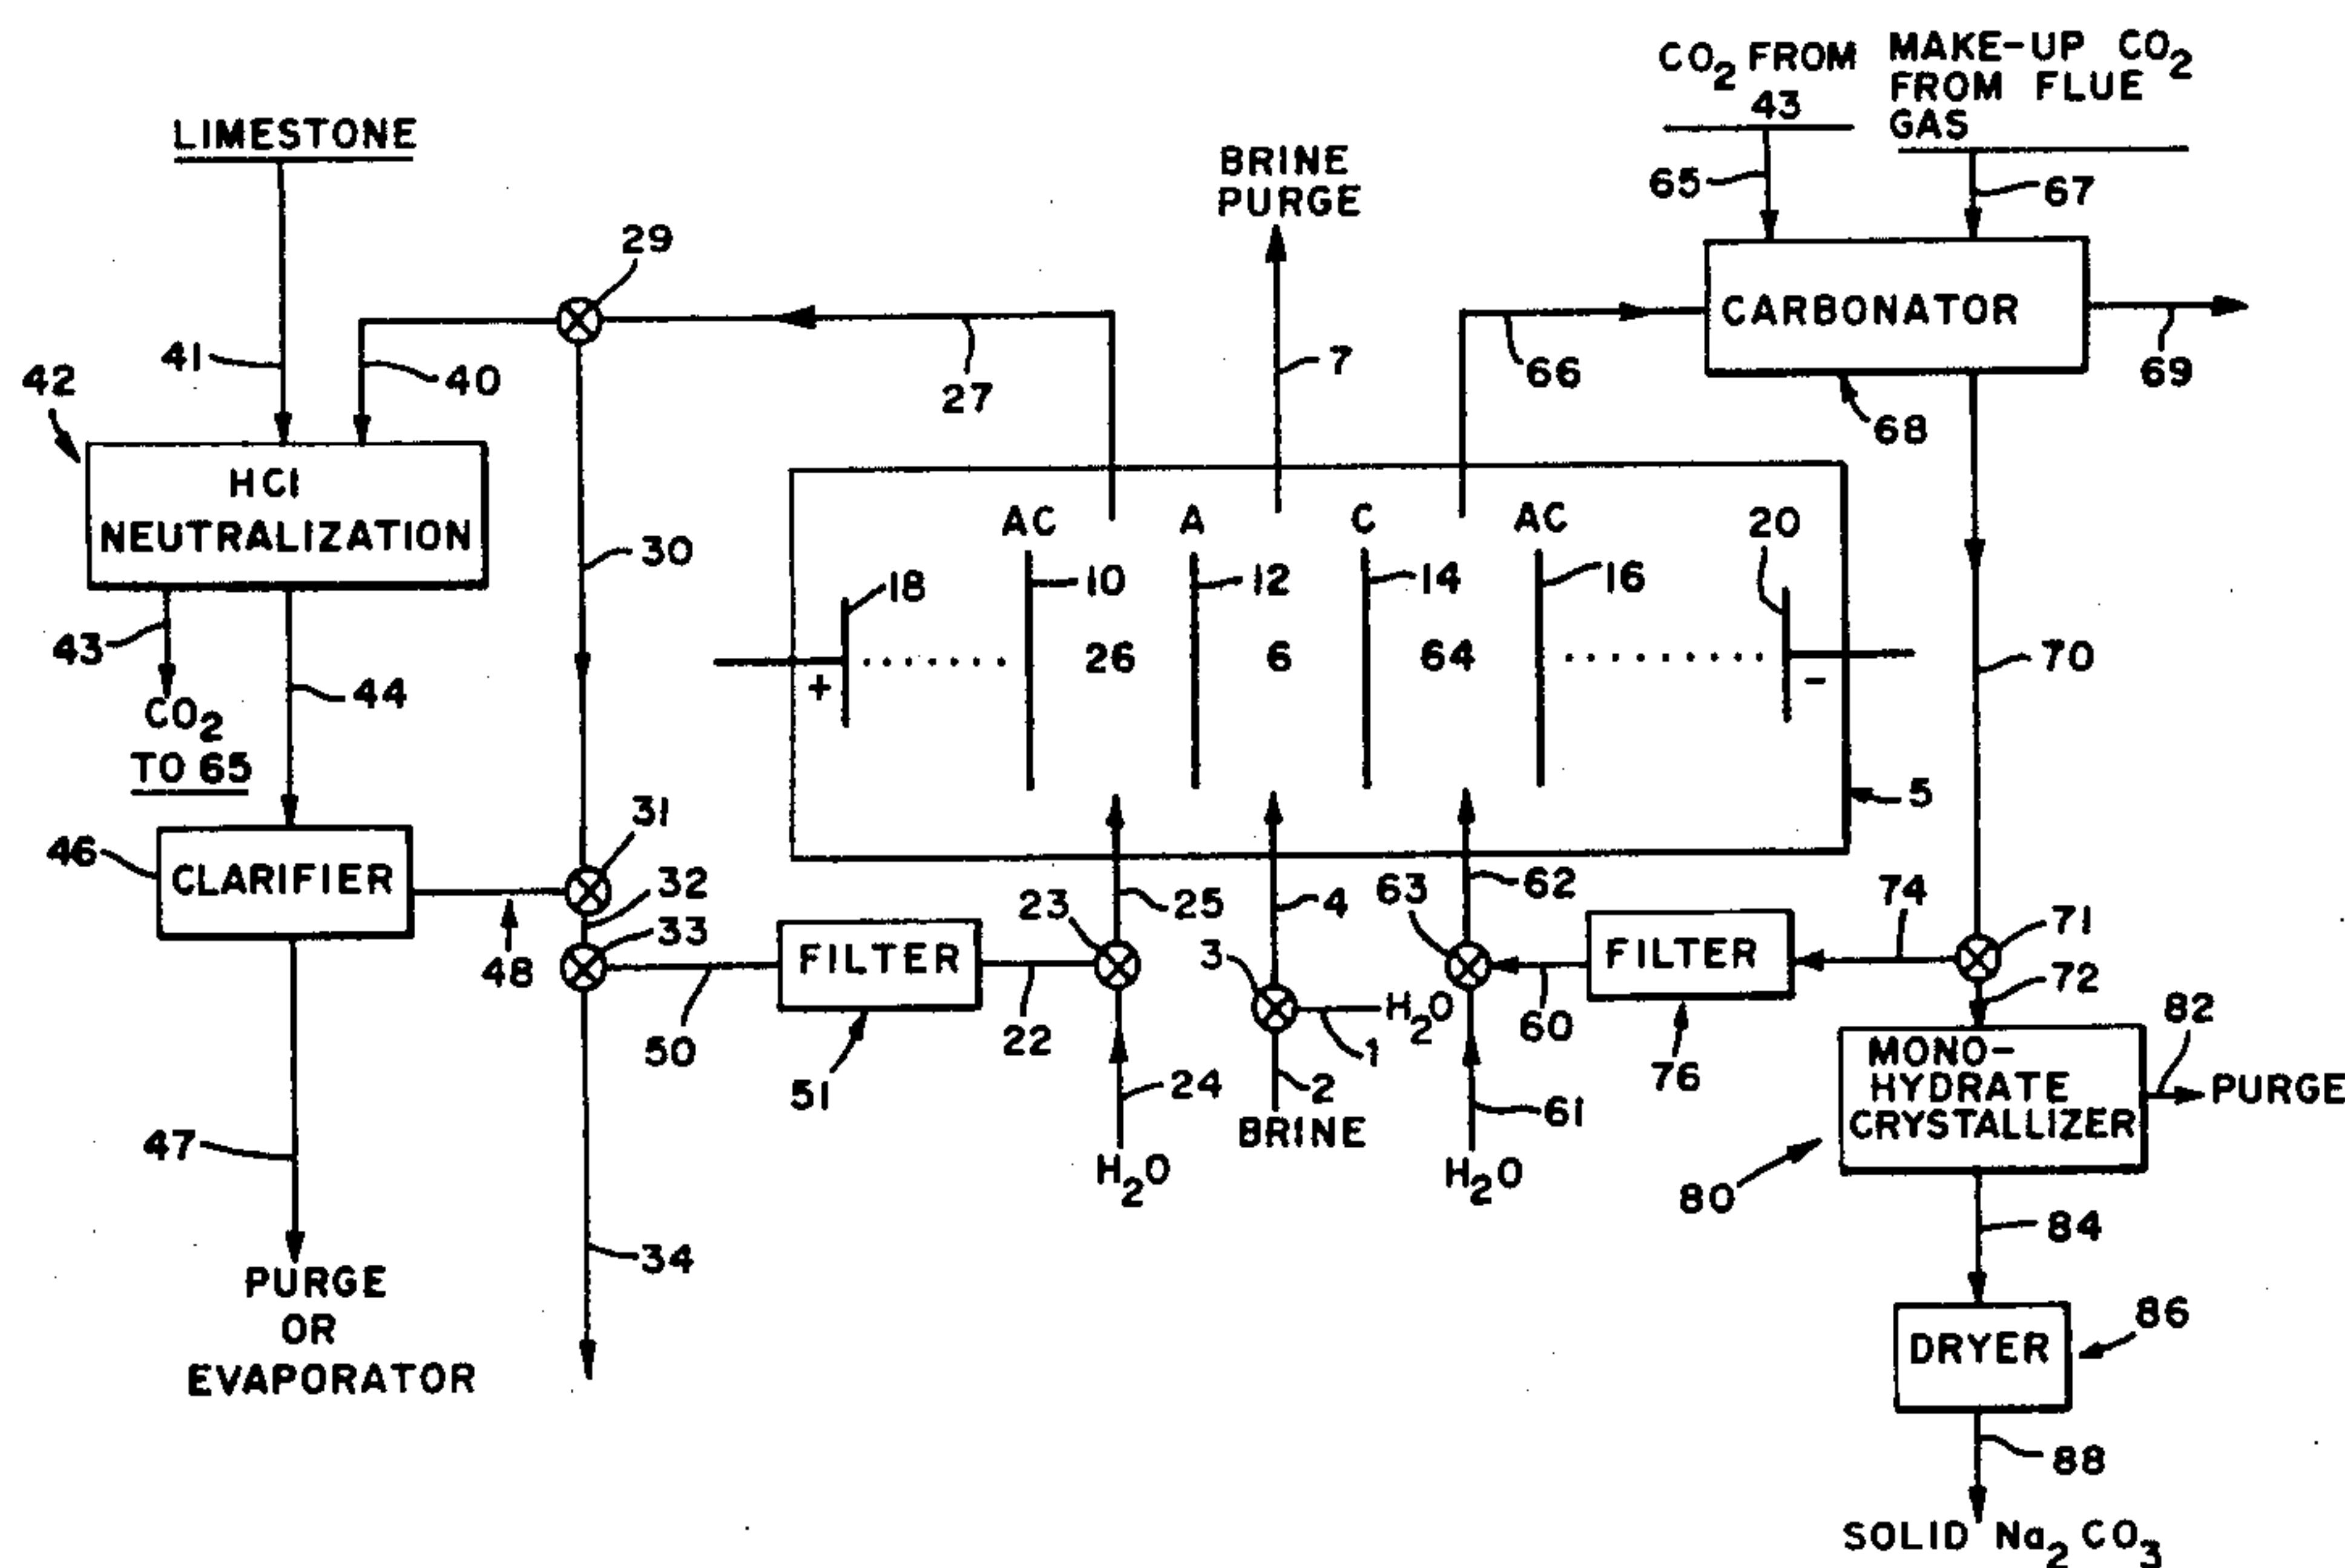 CO2 FROM
43
MAKE-UP CO2
FROM FLUE
GAS
LIMESTONE
BRINE
PURGE
65
67
29
CARBONATOR
41
42
40
27
7
66
69
68
HCl
NEUTRALIZATION
AC
A
C
AC
20
30
18
10
12
14
16
43
44
26
6
64
70
+
-
CO2
TO 65
5
31
46
CLARIFIER
32
33
48
50
FILTER
51
22
23
25
4
3
63
62
FILTER
74
71
72
60
76
H2O
1
2
BRINE
24
H2O
61
H2O
MONO-
HYDRATE
CRYSTALLIZER
82
PURGE
80
47
34
84
PURGE
OR
EVAPORATOR
DRYER
86
88
SOLID Na2 CO3